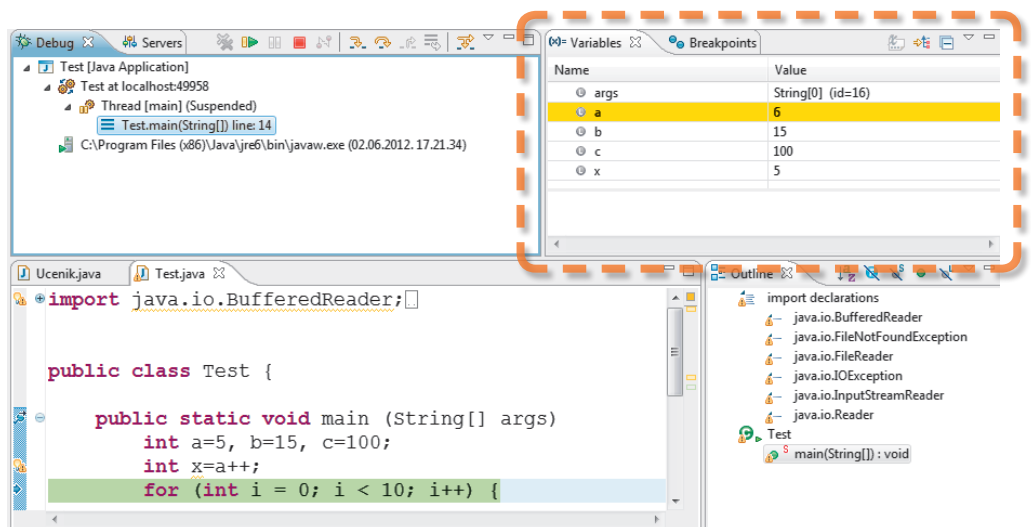 Debug Servers
Test [Java Application]
Test at localhost:49958
Thread [main] (Suspended)
Test.main(String[]) line: 14
C:\Program Files (x86)\Java\jre6\bin\javaw.exe (02.06.2012. 17.21.34)
(x)= Variables Breakpoints
Name Value
args String[0] (id=16)
a 6
b 15
c 100
x 5
Ucenik.java Test.java
import java.io.BufferedReader;
public class Test {
public static void main (String[] args)
int a=5, b=15, c=100;
int x=a++;
for (int i = 0; i < 10; i++) {
Outline
import declarations
java.io.BufferedReader
java.io.FileNotFoundException
java.io.FileReader
java.io.IOException
java.io.InputStreamReader
java.io.Reader
Test
S main(String[]) : void